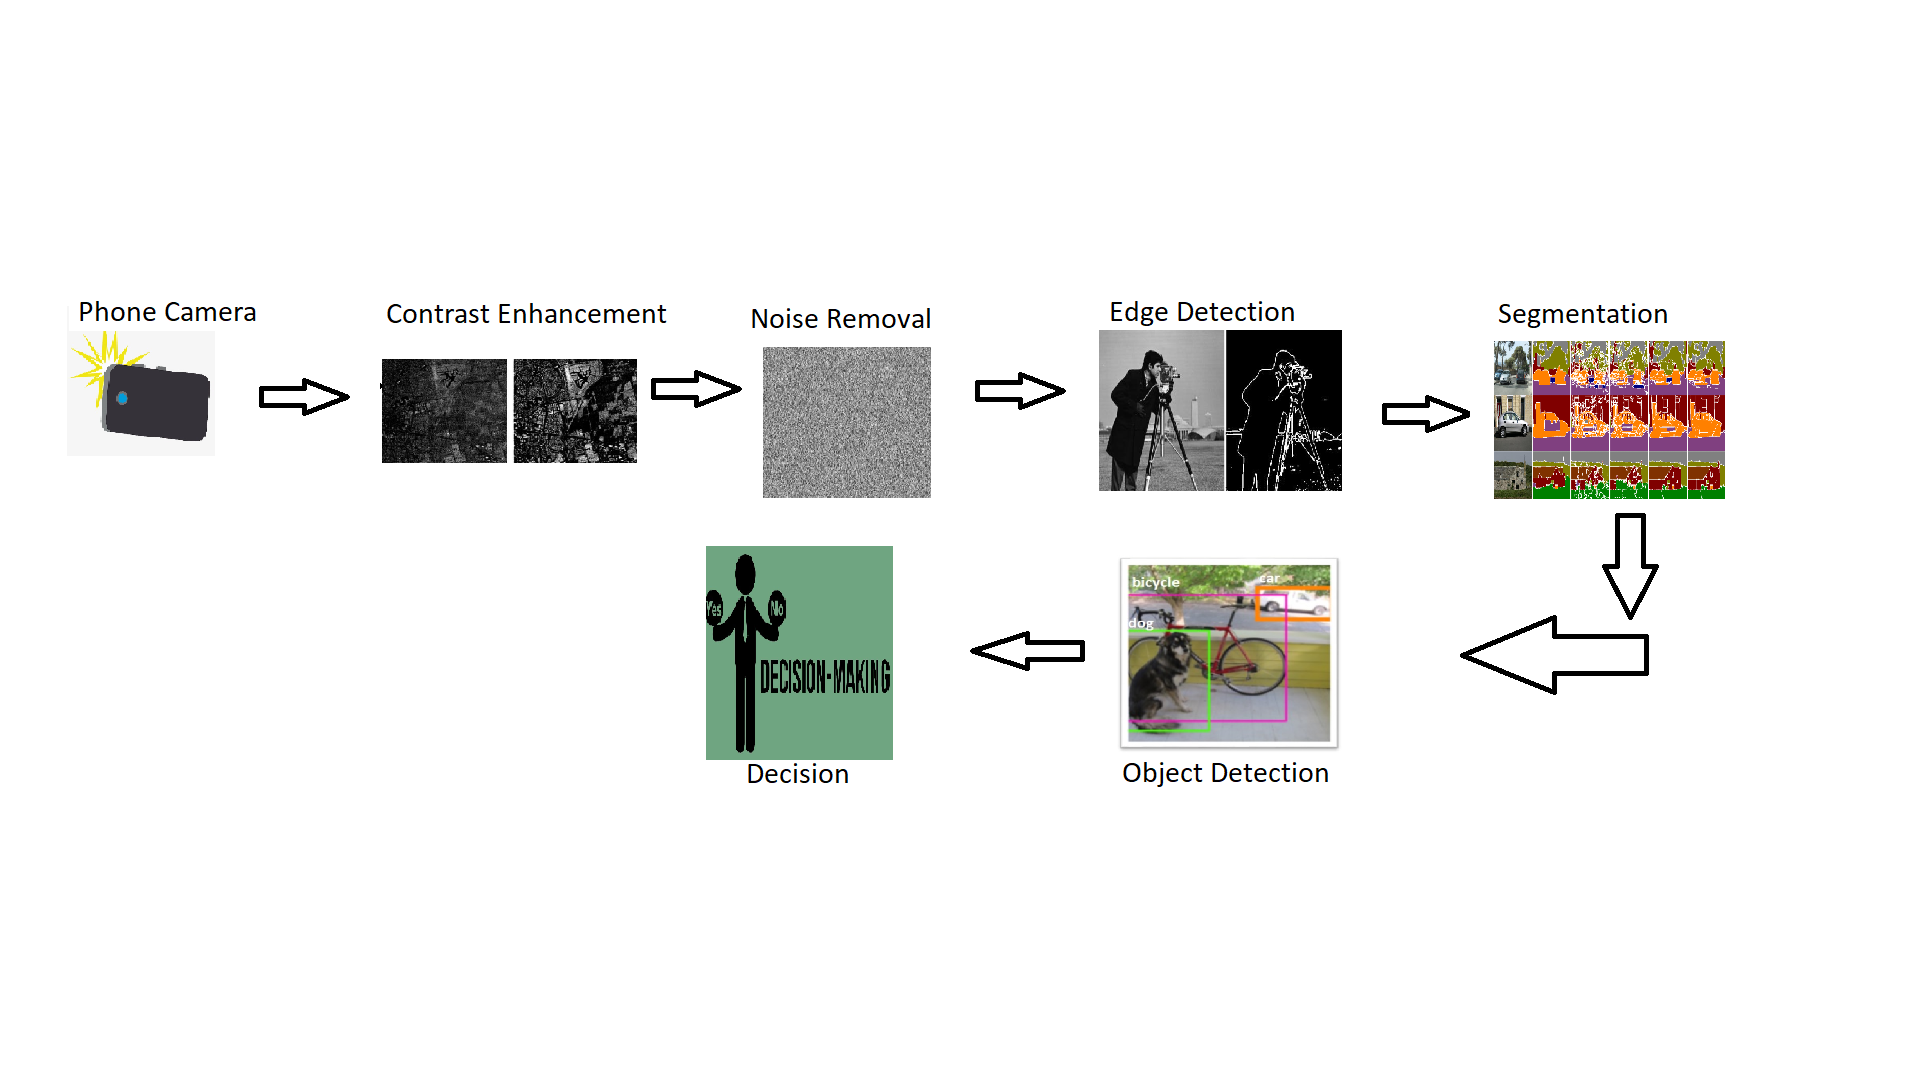 Phone Camera
Contrast Enhancement
Noise Removal
Edge Detection
Segmentation
bicycle
car
dog
Object Detection
Yes
No
DECISION-MAKING
Decision